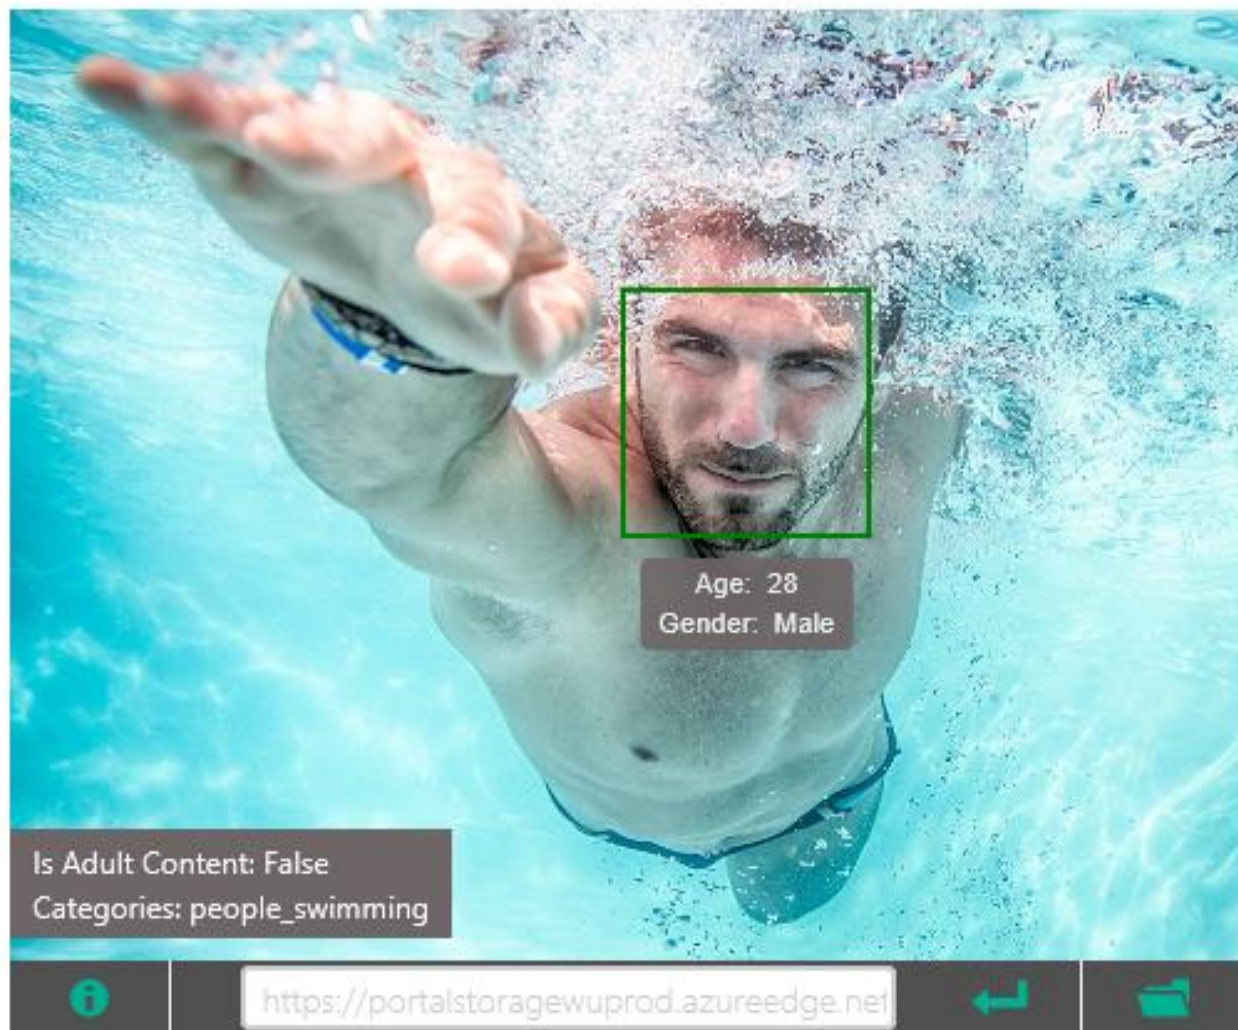 Age: 28
Gender: Male
Is Adult Content: False
Categories: people_swimming
https://portalstoragewuprod.azureedge.net